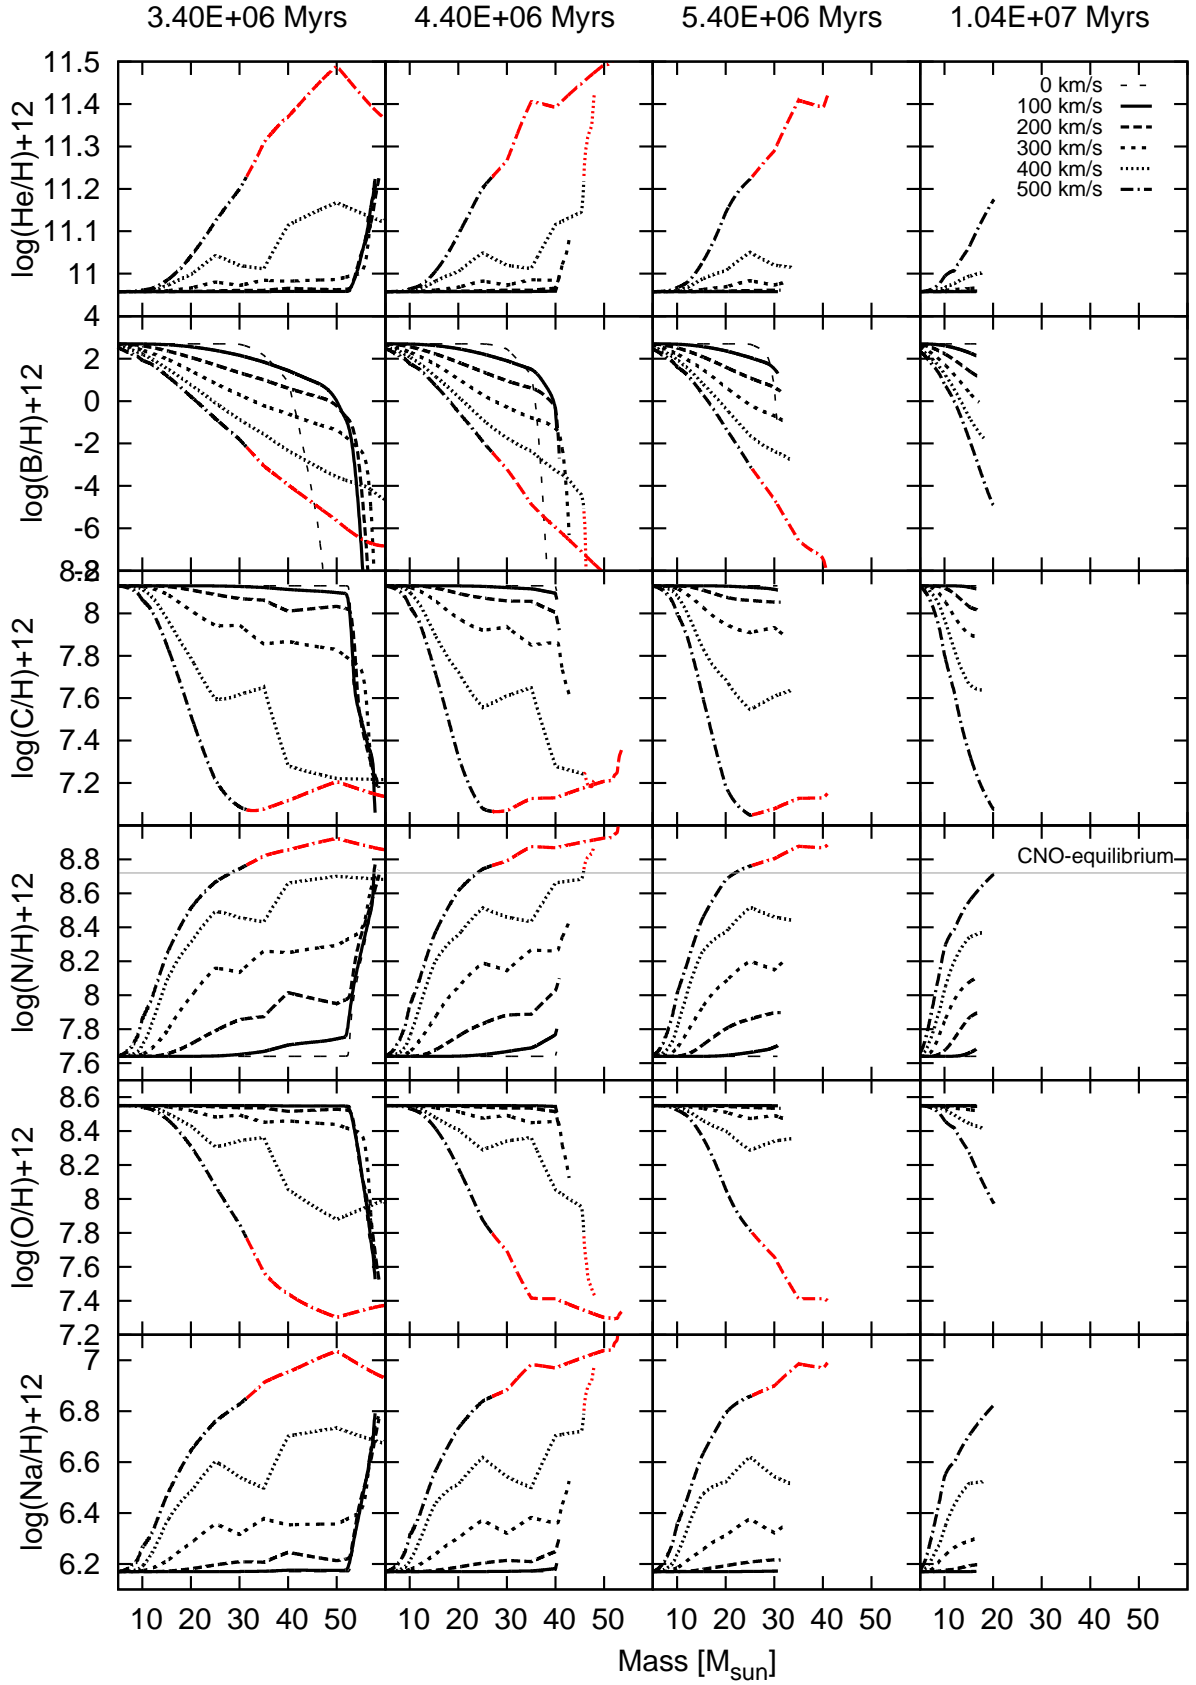 3.40E+06 Myrs 4.40E+06 Myrs 5.40E+06 Myrs 1.04E+07 Myrs
log(He/H)+12
11.5
11.4
11.3
11.2
11.1
11
0 km/s
100 km/s
200 km/s
300 km/s
400 km/s
500 km/s
log(B/H)+12
4
2
0
-2
-4
-6
-8
log(C/H)+12
8.2
8
7.8
7.6
7.4
7.2
log(N/H)+12
8.8
8.6
8.4
8.2
8
7.8
7.6
CNO-equilibrium
log(O/H)+12
8.6
8.4
8.2
8
7.8
7.6
7.4
7.2
log(Na/H)+12
7
6.8
6.6
6.4
6.2
10 20 30 40 50 10 20 30 40 50 10 20 30 40 50 10 20 30 40 50
Mass [Msun]